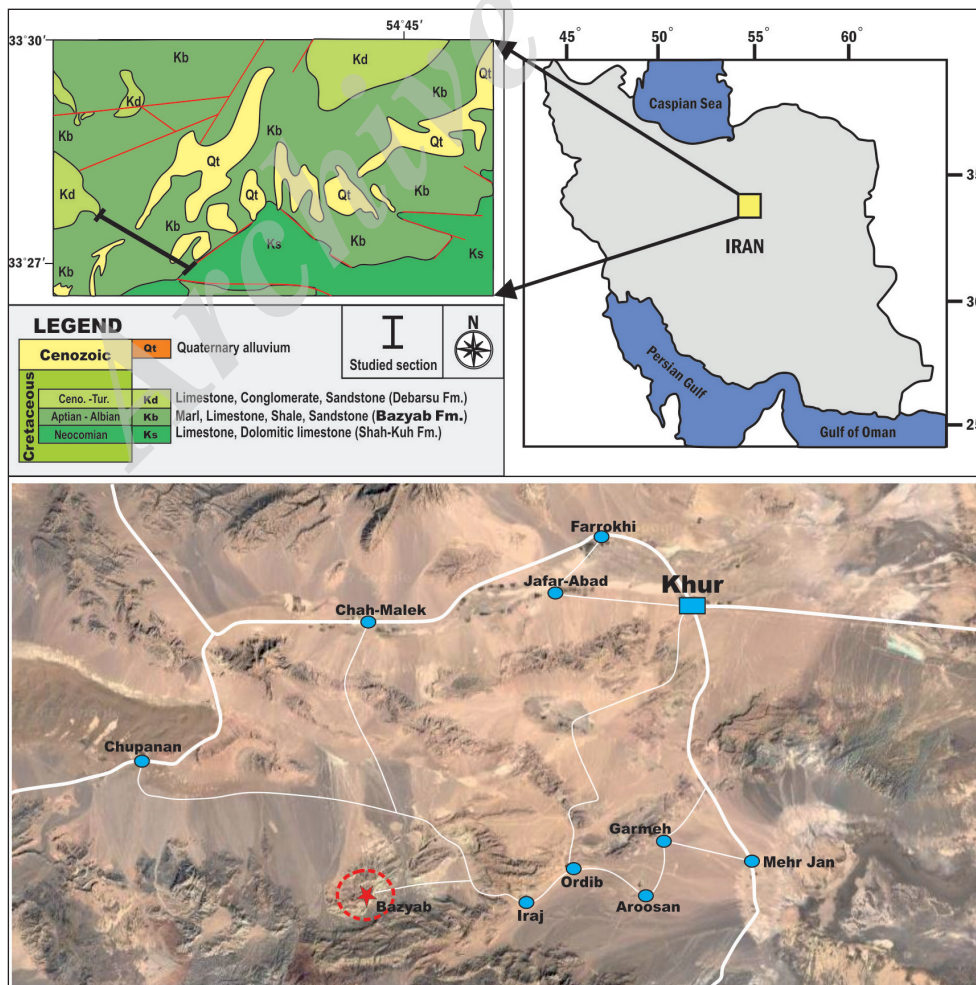 54°45'
33°30'
Kb
Kd
Qt
Kd
Kb
Kb
Kb
Qt
Kb
Qt
Kd
Qt
Qt
Kb
Kb
Ks
Kb
Ks
33°27'
Kb
45°
50°
55°
60°
Caspian Sea
35
IRAN
30
Persian Gulf
Gulf of Oman
25
LEGEND
Cenozoic
Qt
Quaternary alluvium
Studied section
N
Cretaceous
Ceno. -Tur.
Kd
Limestone, Conglomerate, Sandstone (Debarsu Fm.)
Aptian - Albian
Kb
Marl, Limestone, Shale, Sandstone (Bazyab Fm.)
Neocomian
Ks
Limestone, Dolomitic limestone (Shah-Kuh Fm.)
Archive
Farrokhi
Jafar-Abad
Khur
Chah-Malek
Chupanan
Garmeh
Mehr Jan
Ordib
Bazyab
Iraj
Aroosan